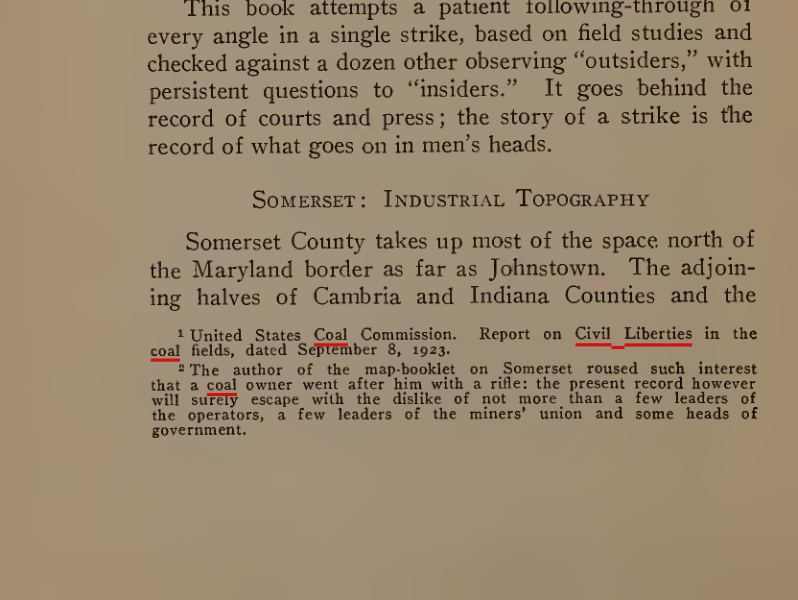 This book attempts a patient following-through of
every angle in a single strike, based on field studies and
checked against a dozen other observing “outsiders,” with
persistent questions to “insiders.” It goes behind the
record of courts and press; the story of a strike is the
record of what goes on in men’s heads.
SOMERSET: INDUSTRIAL TOPOGRAPHY
Somerset County takes up most of the space north of
the Maryland border as far as Johnstown. The adjoin-
ing halves of Cambria and Indiana Counties and the
¹ United States Coal Commission. Report on Civil Liberties in the
coal fields, dated September 8, 1923.
² The author of the map-booklet on Somerset roused such interest
that a coal owner went after him with a rifle: the present record however
will surely escape with the dislike of not more than a few leaders of
the operators, a few leaders of the miners’ union and some heads of
government.